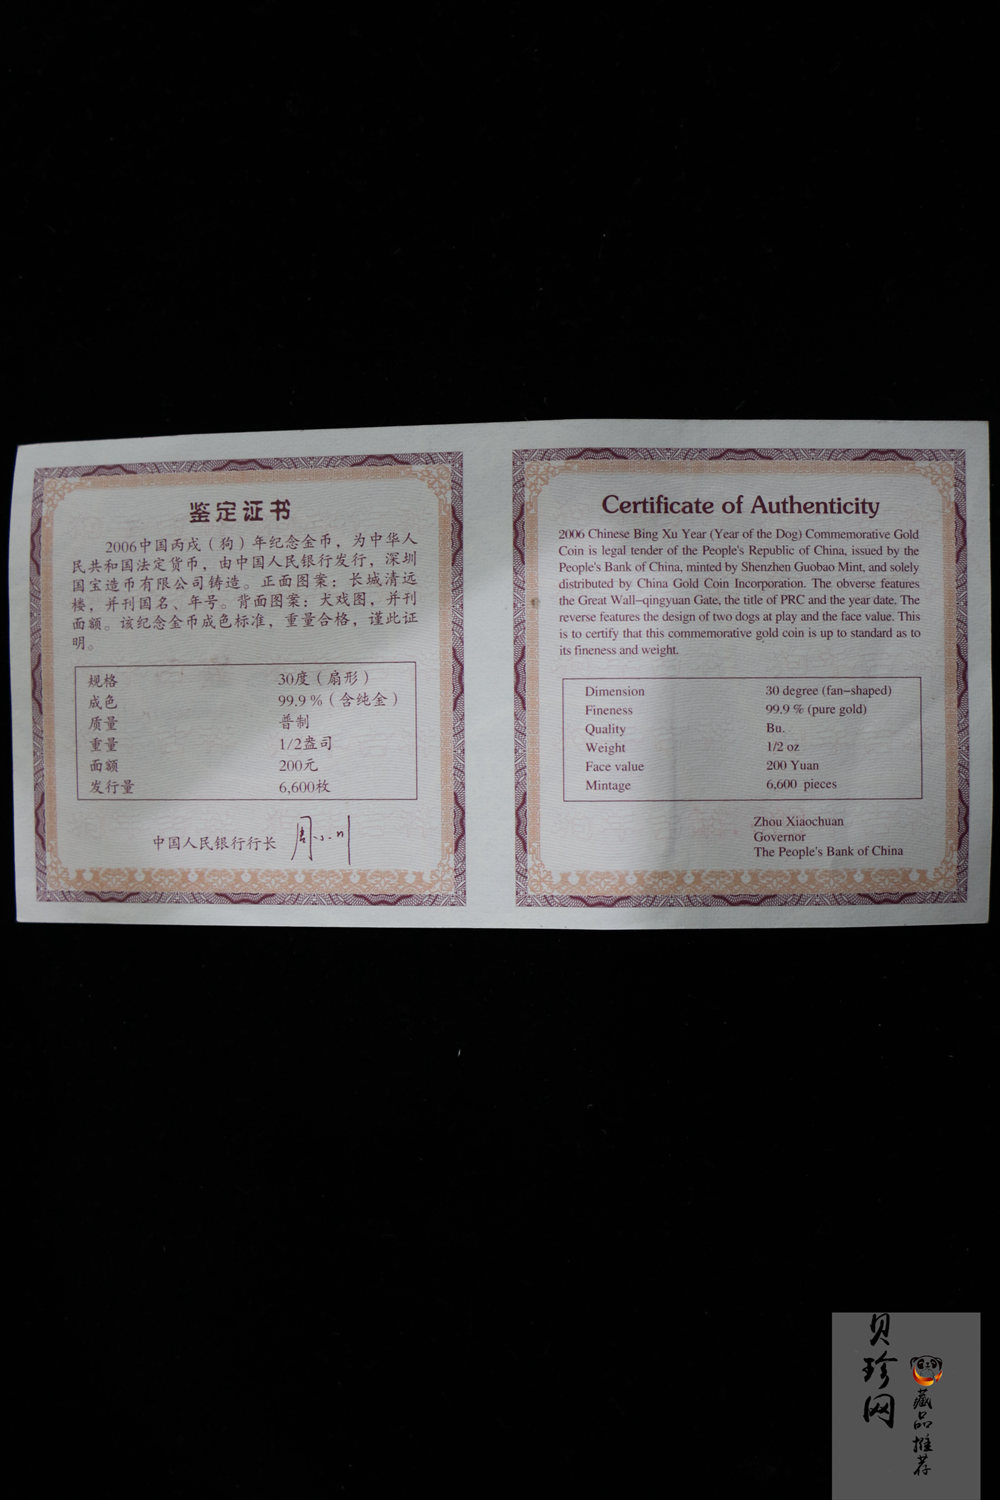 鉴定证书
2006中国丙戌（狗）年纪念金币，为中华人
民共和国法定货币，由中国人民银行发行，深圳
国宝造币有限公司铸造。正面图案：长城清远
楼，并刊国名、年号。背面图案：犬戏图，并刊
面额。该纪念金币成色标准，重量合格，谨此证
明。
规格 30度（扇形）
成色 99.9%（含纯金）
质量 普制
重量 1/2盎司
面额 200元
发行量 6,600枚
中国人民银行行长 周小川
Certificate of Authenticity
2006 Chinese Bing Xu Year (Year of the Dog) Commemorative Gold
Coin is legal tender of the People's Republic of China, issued by the
People's Bank of China, minted by Shenzhen Guobao Mint, and solely
distributed by China Gold Coin Incorporation. The obverse features
the Great Wall-qingyuan Gate, the title of PRC and the year date. The
reverse features the design of two dogs at play and the face value. This
is to certify that this commemorative gold coin is up to standard as to
its fineness and weight.
Dimension 30 degree (fan-shaped)
Fineness 99.9 % (pure gold)
Quality Bu.
Weight 1/2 oz
Face value 200 Yuan
Mintage 6,600 pieces
Zhou Xiaochuan
Governor
The People's Bank of China
贝珍网
藏品推荐